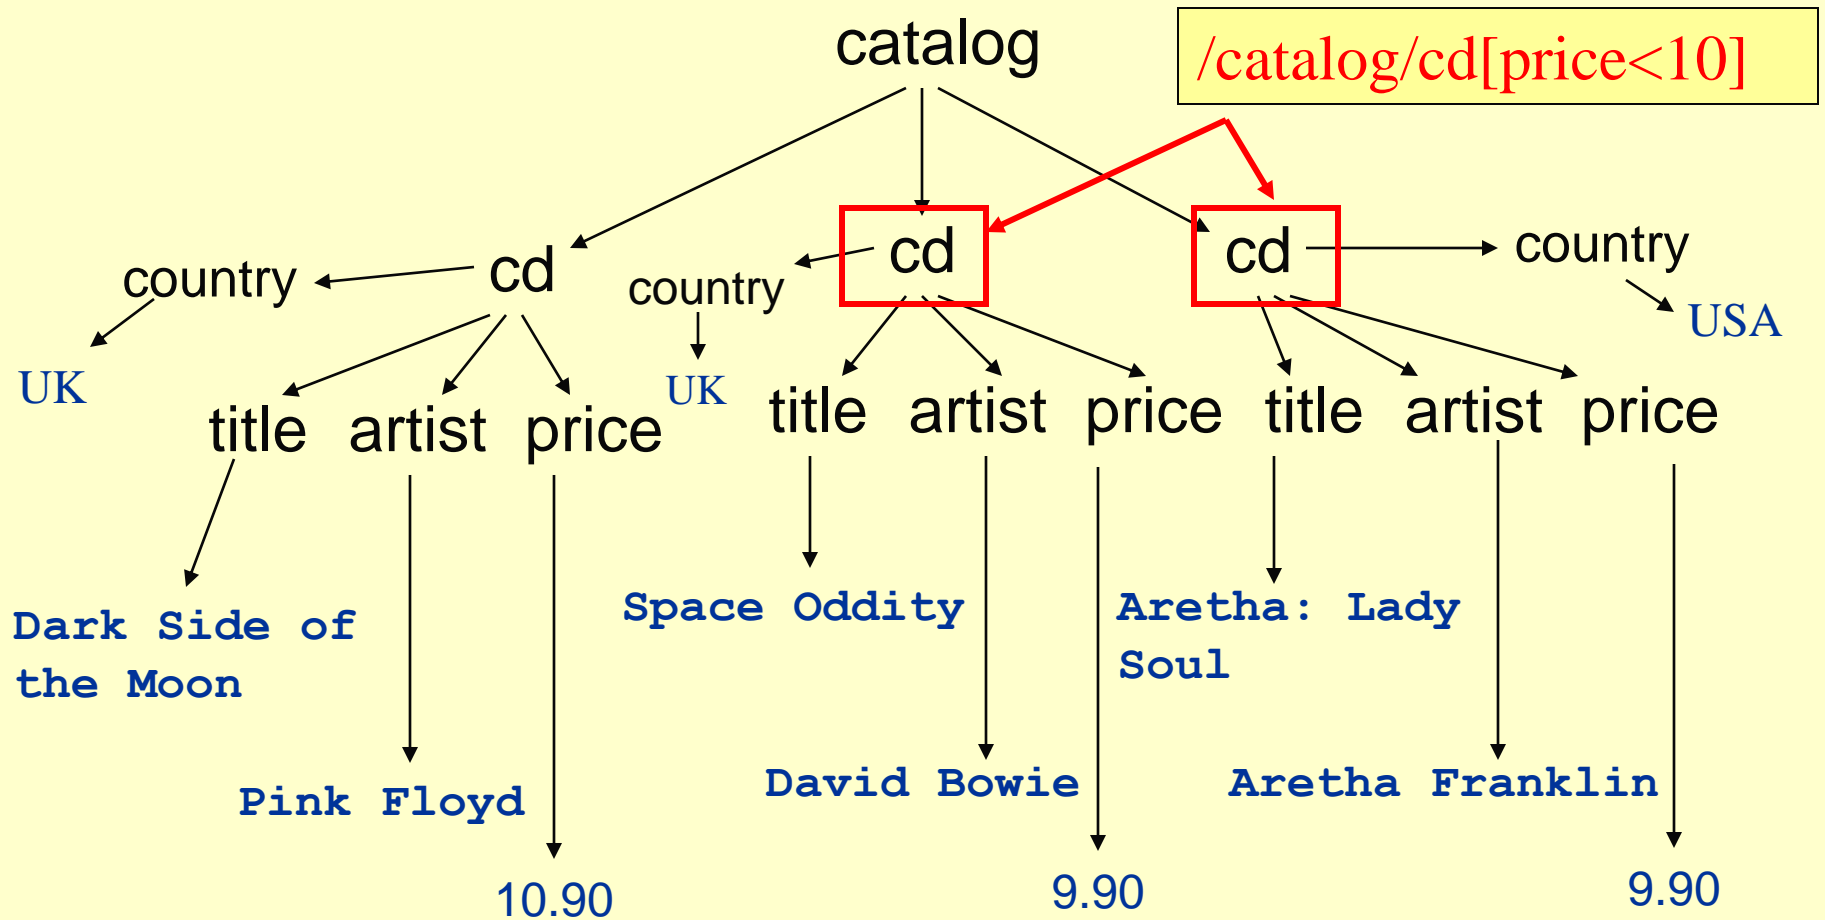 catalog
/catalog/cd[price<10]
cd
cd
cd
country
country
country
UK
UK
USA
title artist price
title artist price
title artist price
Dark Side of
the Moon
Space Oddity
Aretha: Lady
Soul
Pink Floyd
David Bowie
Aretha Franklin
10.90
9.90
9.90